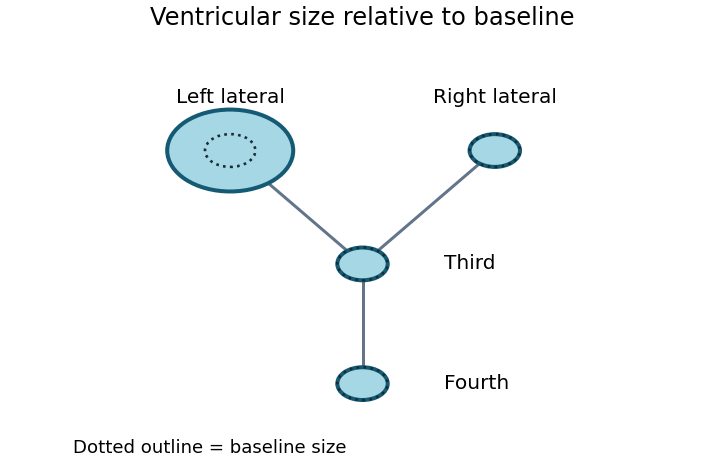 Ventricular size relative to baseline
Left lateral
Right lateral
Third
Fourth
Dotted outline = baseline size